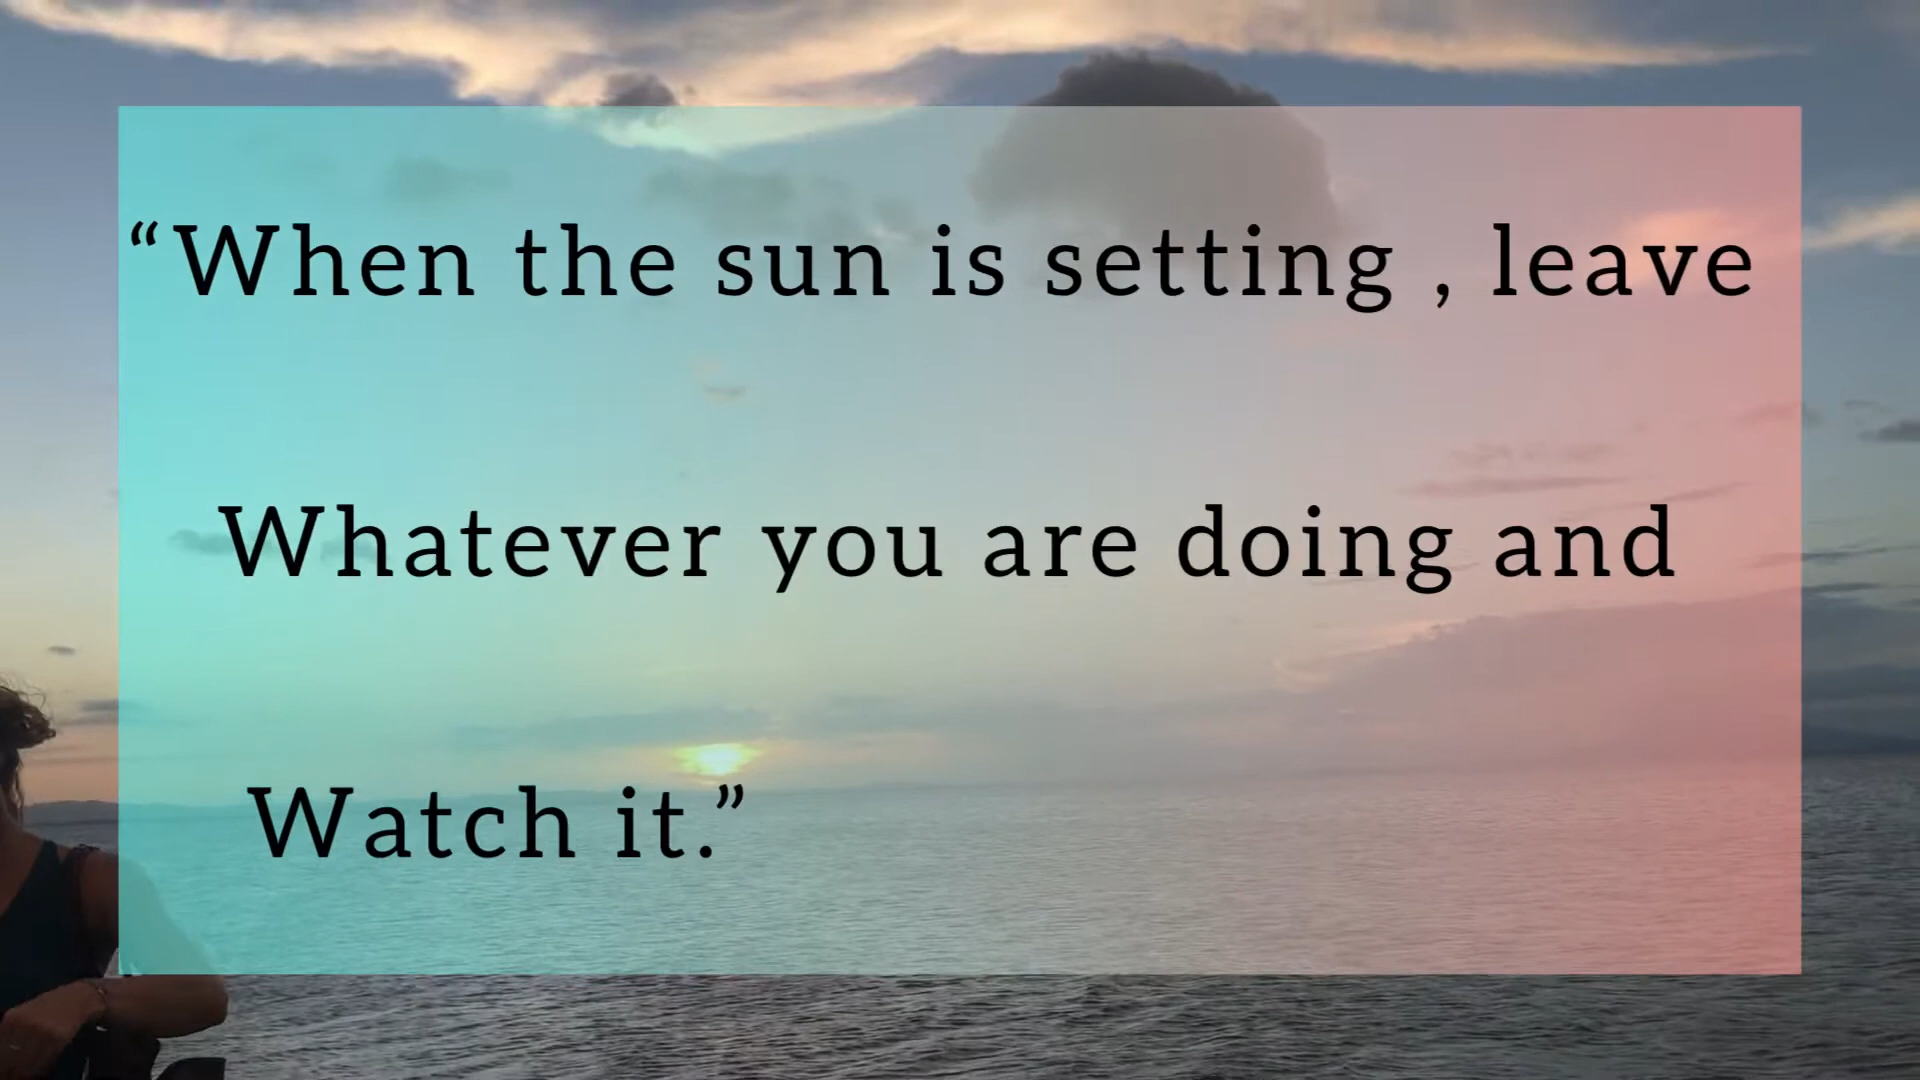 “When the sun is setting , leave
Whatever you are doing and
Watch it.”